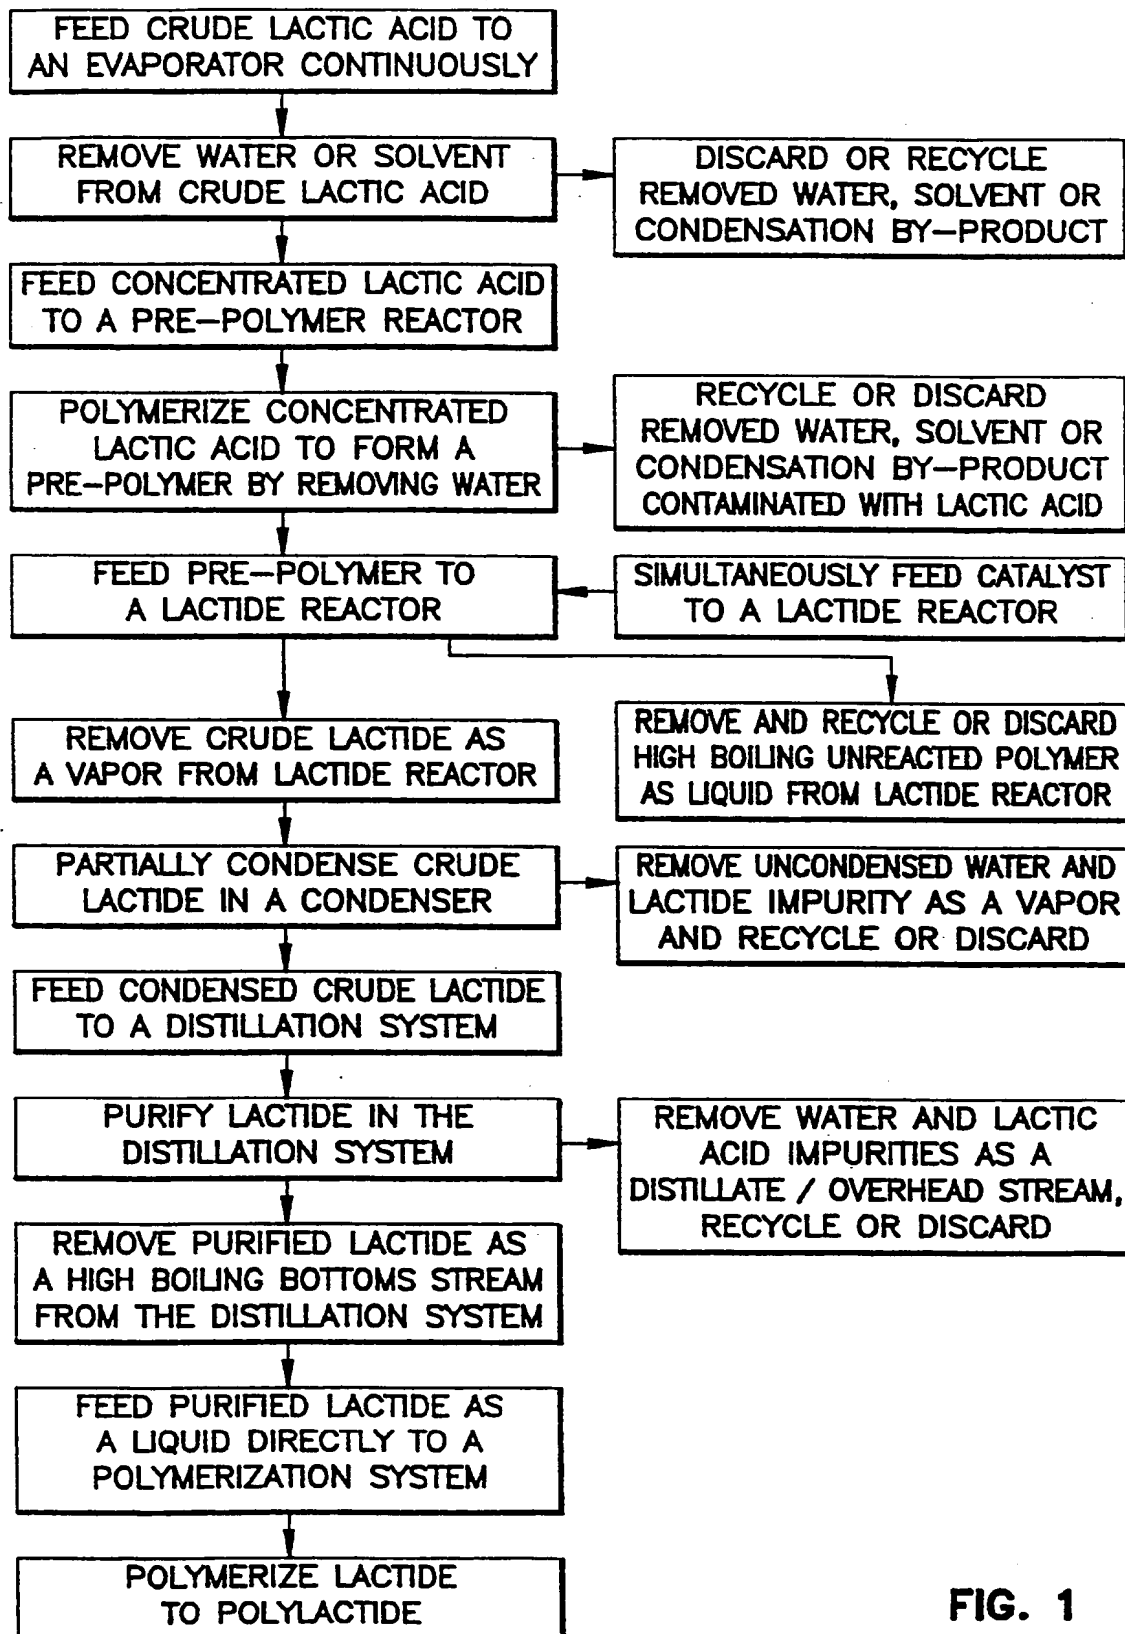 FEED CRUDE LACTIC ACID TO
AN EVAPORATOR CONTINUOUSLY
REMOVE WATER OR SOLVENT
FROM CRUDE LACTIC ACID
DISCARD OR RECYCLE
REMOVED WATER, SOLVENT OR
CONDENSATION BY–PRODUCT
FEED CONCENTRATED LACTIC ACID
TO A PRE–POLYMER REACTOR
POLYMERIZE CONCENTRATED
LACTIC ACID TO FORM A
PRE–POLYMER BY REMOVING WATER
RECYCLE OR DISCARD
REMOVED WATER, SOLVENT OR
CONDENSATION BY–PRODUCT
CONTAMINATED WITH LACTIC ACID
FEED PRE–POLYMER TO
A LACTIDE REACTOR
SIMULTANEOUSLY FEED CATALYST
TO A LACTIDE REACTOR
REMOVE CRUDE LACTIDE AS
A VAPOR FROM LACTIDE REACTOR
REMOVE AND RECYCLE OR DISCARD
HIGH BOILING UNREACTED POLYMER
AS LIQUID FROM LACTIDE REACTOR
PARTIALLY CONDENSE CRUDE
LACTIDE IN A CONDENSER
REMOVE UNCONDENSED WATER AND
LACTIDE IMPURITY AS A VAPOR
AND RECYCLE OR DISCARD
FEED CONDENSED CRUDE LACTIDE
TO A DISTILLATION SYSTEM
PURIFY LACTIDE IN THE
DISTILLATION SYSTEM
REMOVE WATER AND LACTIC
ACID IMPURITIES AS A
DISTILLATE / OVERHEAD STREAM,
RECYCLE OR DISCARD
REMOVE PURIFIED LACTIDE AS
A HIGH BOILING BOTTOMS STREAM
FROM THE DISTILLATION SYSTEM
FEED PURIFIED LACTIDE AS
A LIQUID DIRECTLY TO A
POLYMERIZATION SYSTEM
POLYMERIZE LACTIDE
TO POLYLACTIDE
FIG. 1